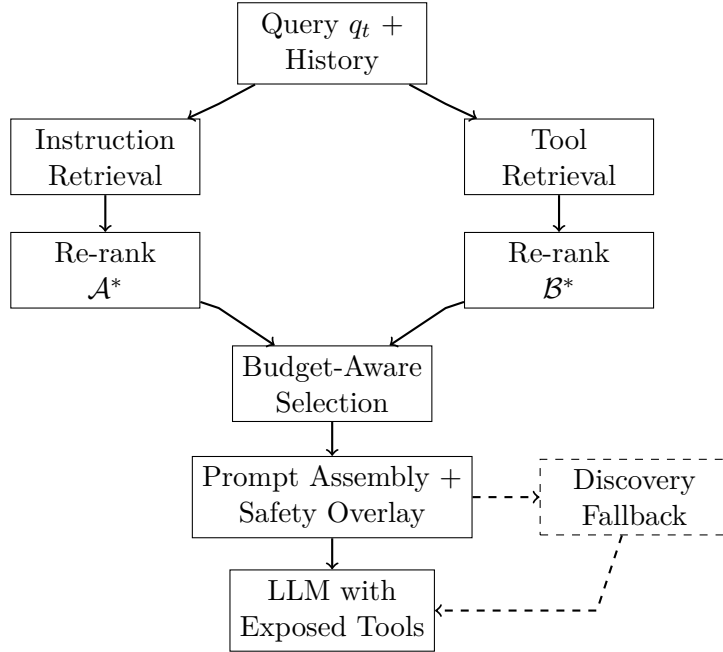 Query q_t +
History
Instruction
Retrieval
Tool
Retrieval
Re-rank
𝒜*
Re-rank
ℬ*
Budget-Aware
Selection
Prompt Assembly +
Safety Overlay
Discovery
Fallback
LLM with
Exposed Tools